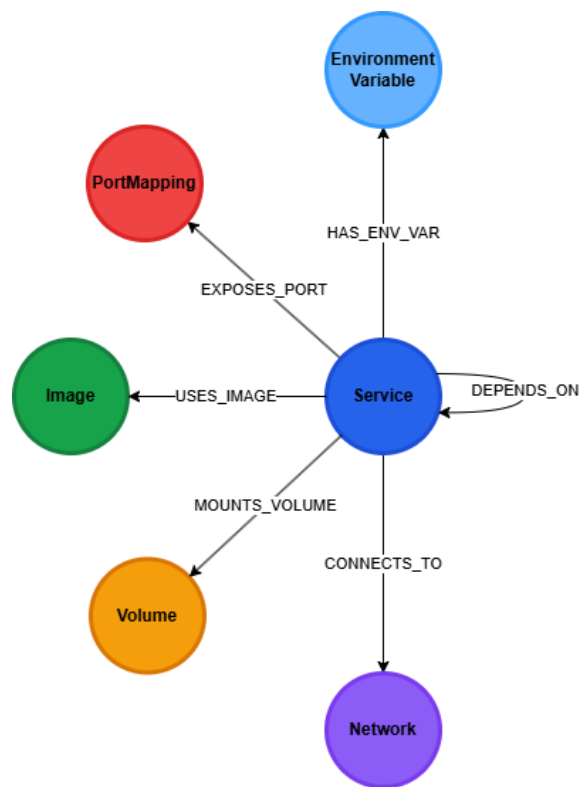 Environment
Variable
PortMapping
HAS_ENV_VAR
EXPOSES_PORT
Image
USES_IMAGE
Service
DEPENDS_ON
MOUNTS_VOLUME
CONNECTS_TO
Volume
Network